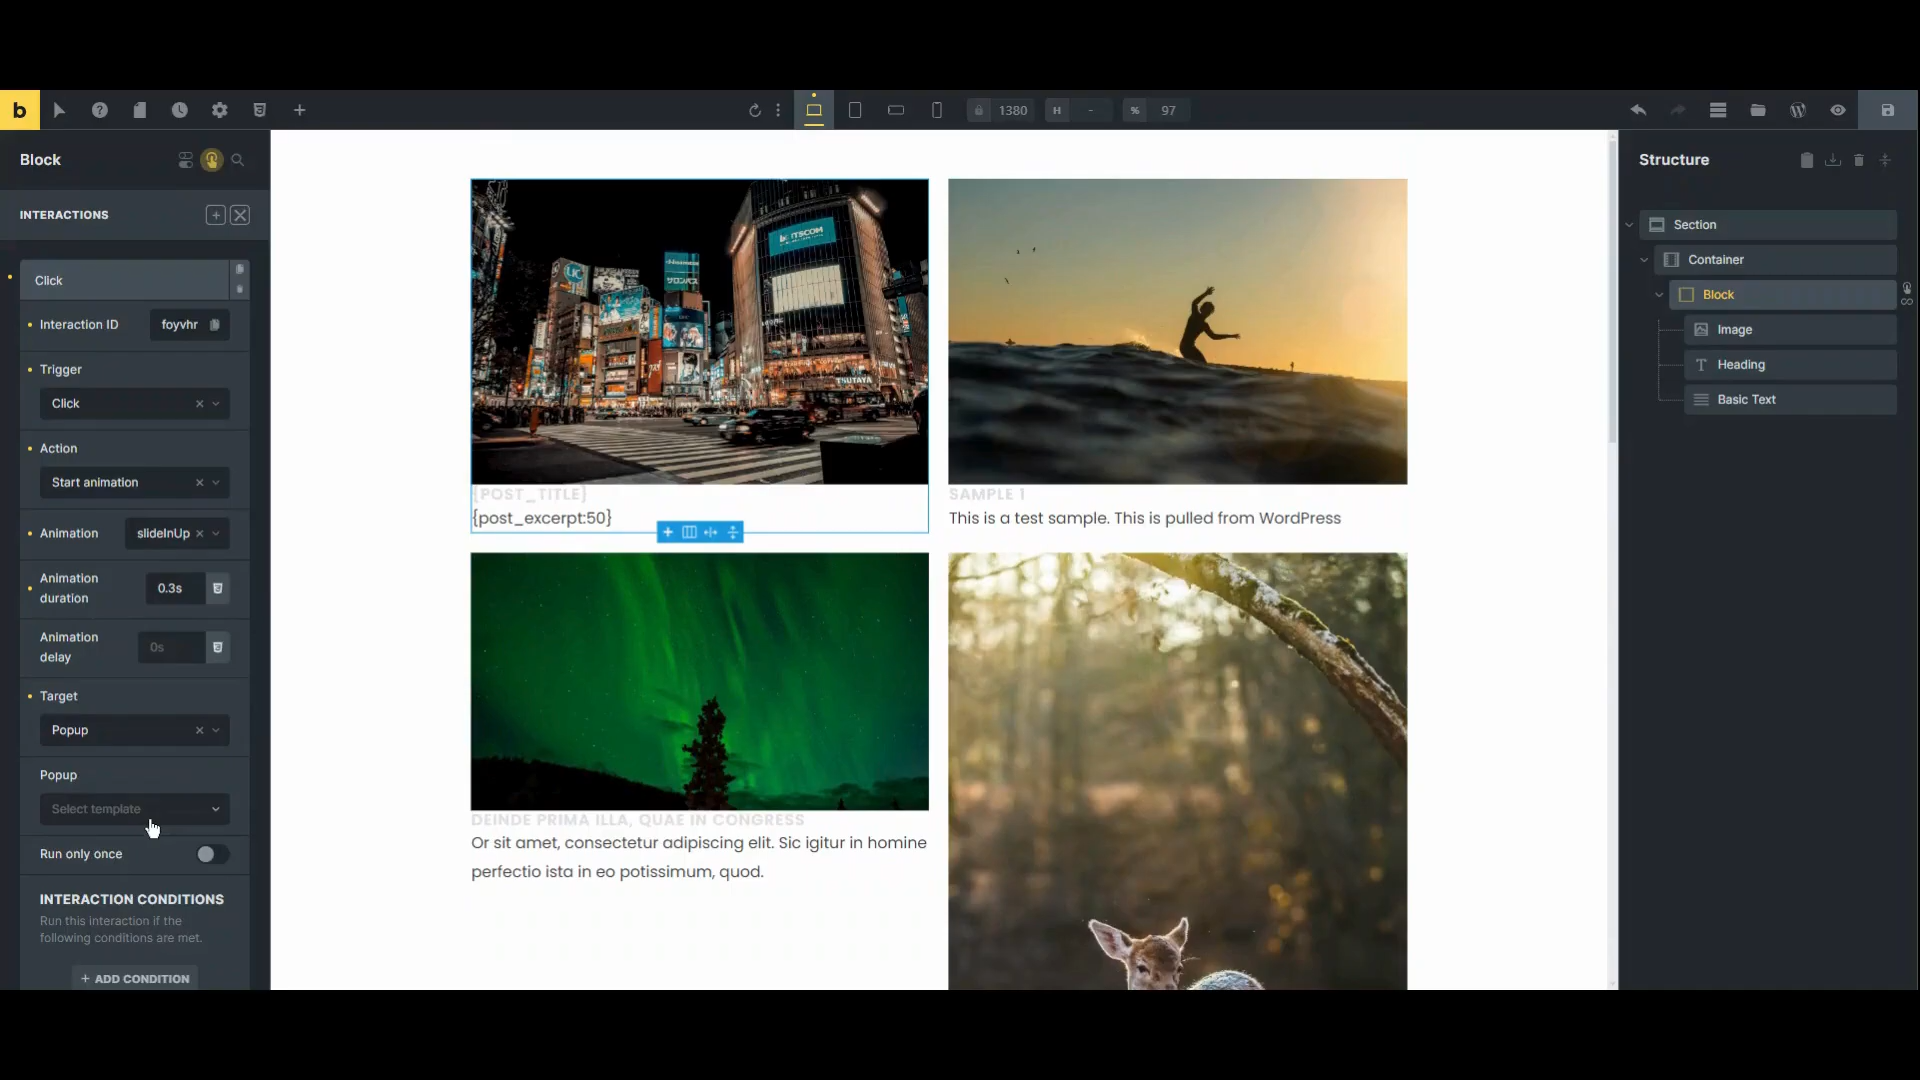 b
1380
H
-
%
97
Block
INTERACTIONS
Click
Interaction ID
foyvhr
Trigger
Click
Action
Start animation
Animation
slideInUp
Animation
duration
0.3s
Animation
delay
0s
Target
Popup
Popup
Select template
Run only once
INTERACTION CONDITIONS
Run this interaction if the
following conditions are met.
+ ADD CONDITION
ITSCOM
TSUTAYA
[POST_TITLE]
{post_excerpt:50}
SAMPLE 1
This is a test sample. This is pulled from WordPress
DEINDE PRIMA ILLA, QUAE IN CONGRESS
Or sit amet, consectetur adipiscing elit. Sic igitur in homine
perfectio ista in eo potissimum, quod.
Structure
Section
Container
Block
Image
Heading
Basic Text